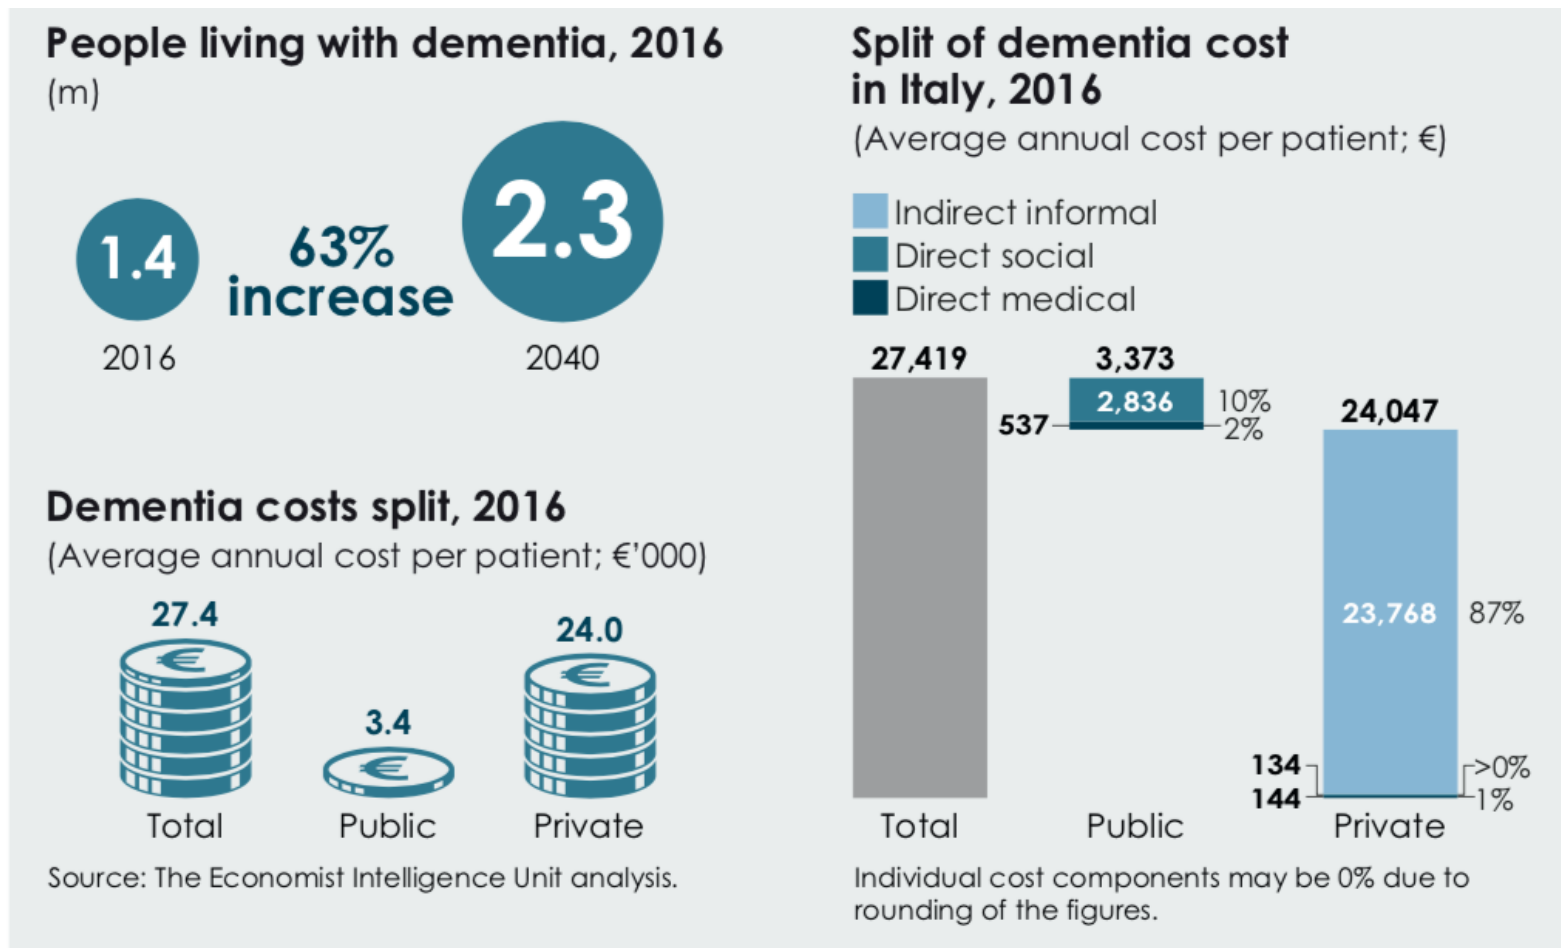 People living with dementia, 2016
(m)
1.4
63%
increase
2.3
2016
2040
Dementia costs split, 2016
(Average annual cost per patient; €’000)
27.4
3.4
24.0
€
€
€
Total
Public
Private
Source: The Economist Intelligence Unit analysis.
Split of dementia cost
in Italy, 2016
(Average annual cost per patient; €)
Indirect informal
Direct social
Direct medical
27,419
3,373
2,836
10%
537
2%
24,047
23,768
87%
134
>0%
144
1%
Total
Public
Private
Individual cost components may be 0% due to
rounding of the figures.